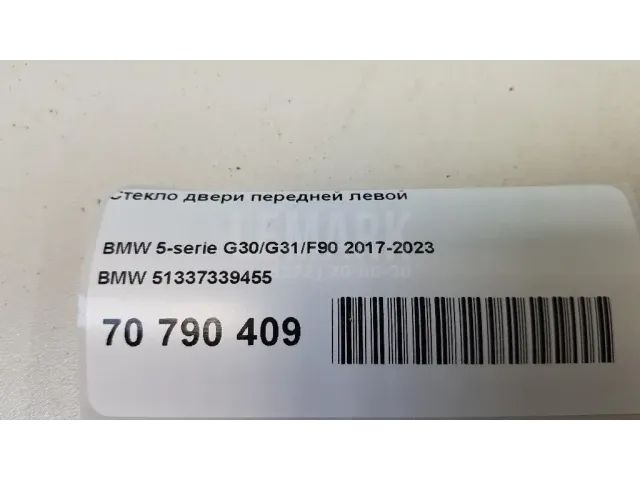 Стекло двери передней левой
BMW 5-serie G30/G31/F90 2017-2023
BMW 51337339455
70 790 409